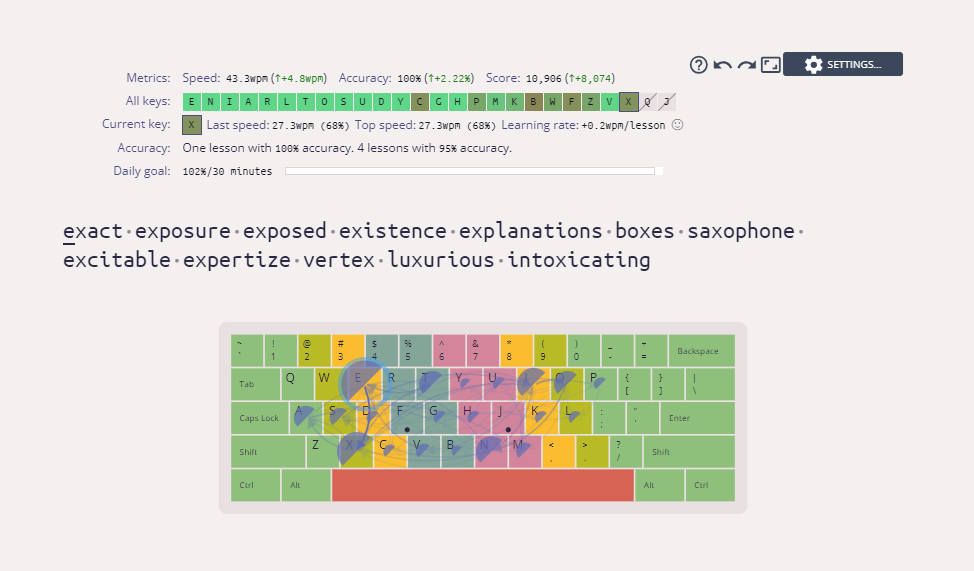 SETTINGS...
Metrics: Speed: 43.3wpm (↑+4.8wpm) Accuracy: 100% (↑+2.22%) Score: 10,906 (↑+8,074)
All keys: E N I A R L T O S U D Y C G H P M K B W F Z V X Q J
Current key: X Last speed: 27.3wpm (68%) Top speed: 27.3wpm (68%) Learning rate: +0.2wpm/lesson
Accuracy: One lesson with 100% accuracy. 4 lessons with 95% accuracy.
Daily goal: 102%/30 minutes
exact·exposure·exposed·existence·explanations·boxes·saxophone·
excitable·expertize·vertex·luxurious·intoxicating
~ ! @ # $ % ^ & * ( ) _ +
` 1 2 3 4 5 6 7 8 9 0 - = Backspace
Tab Q W E R T Y U I O P { } |
[ ] \
Caps Lock A S D F G H J K L : " Enter
; '
Shift Z X C V B N M < > ? Shift
, . /
Ctrl Alt Alt Ctrl